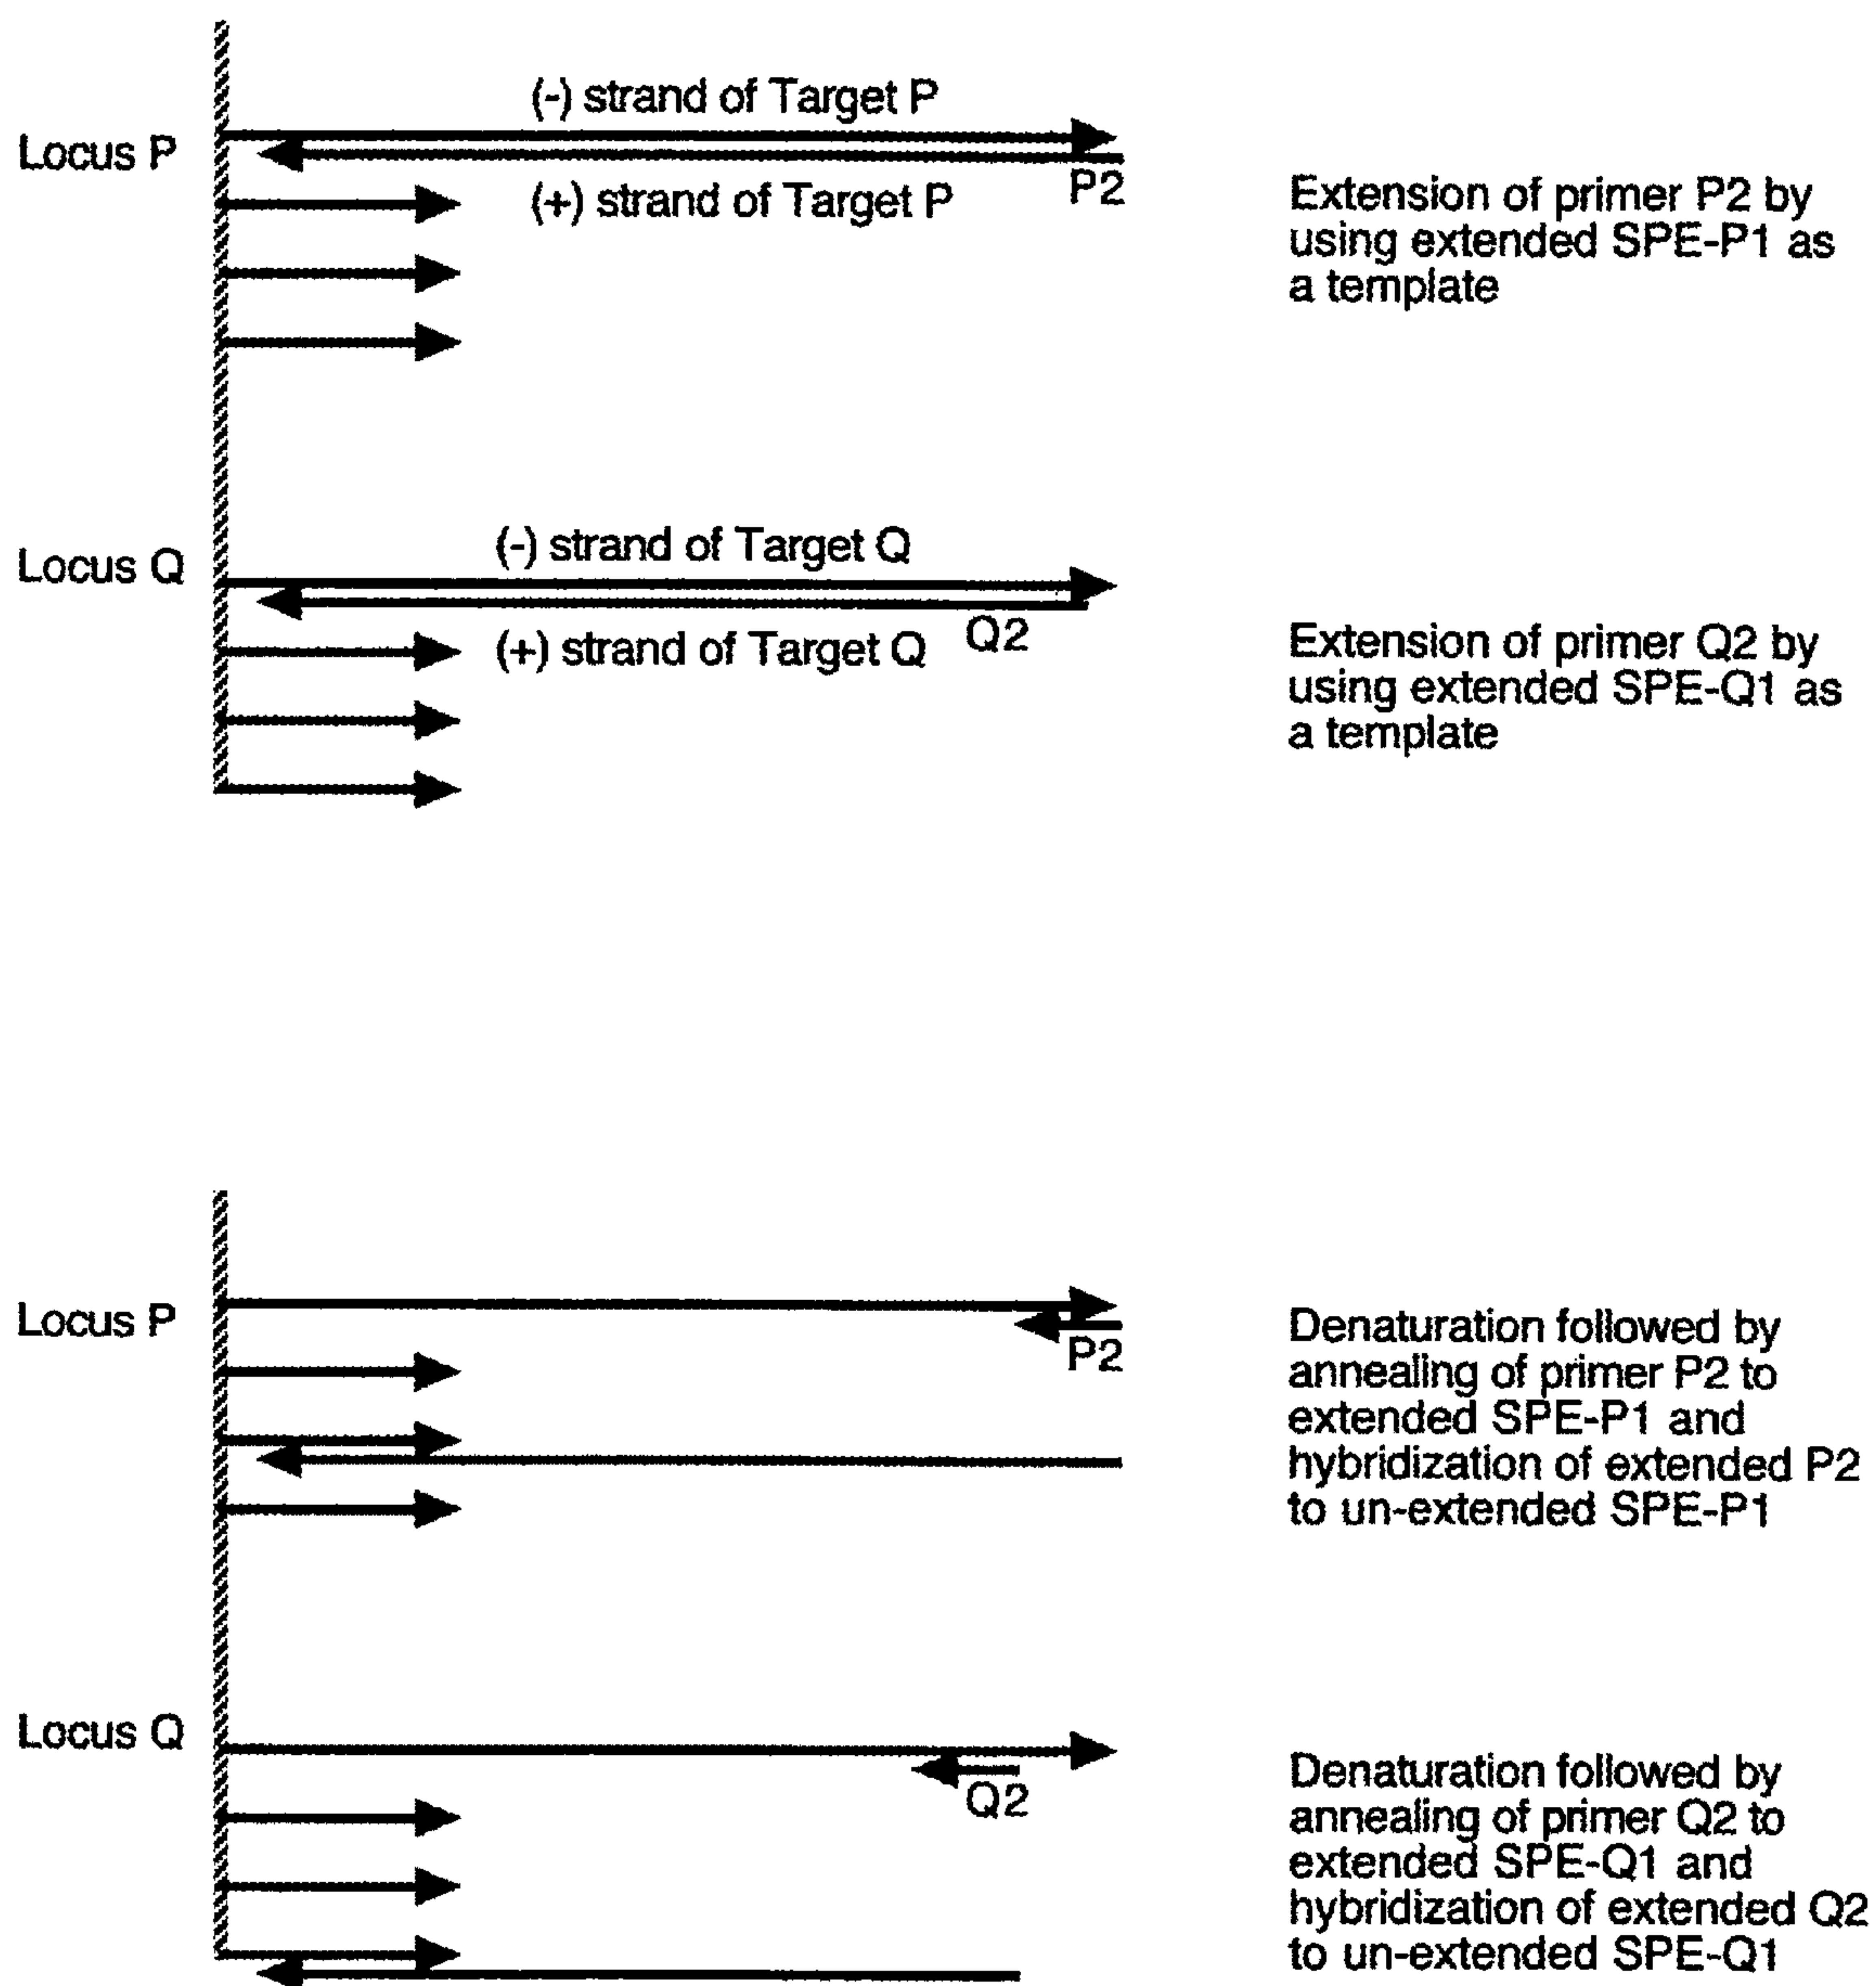 (-) strand of Target P
Locus P
P2
(+) strand of Target P
Extension of primer P2 by
using extended SPE-P1 as
a template
(-) strand of Target Q
Locus Q
Q2
(+) strand of Target Q
Extension of primer Q2 by
using extended SPE-Q1 as
a template
Locus P
P2
Denaturation followed by
annealing of primer P2 to
extended SPE-P1 and
hybridization of extended P2
to un-extended SPE-P1
Locus Q
Q2
Denaturation followed by
annealing of primer Q2 to
extended SPE-Q1 and
hybridization of extended Q2
to un-extended SPE-Q1